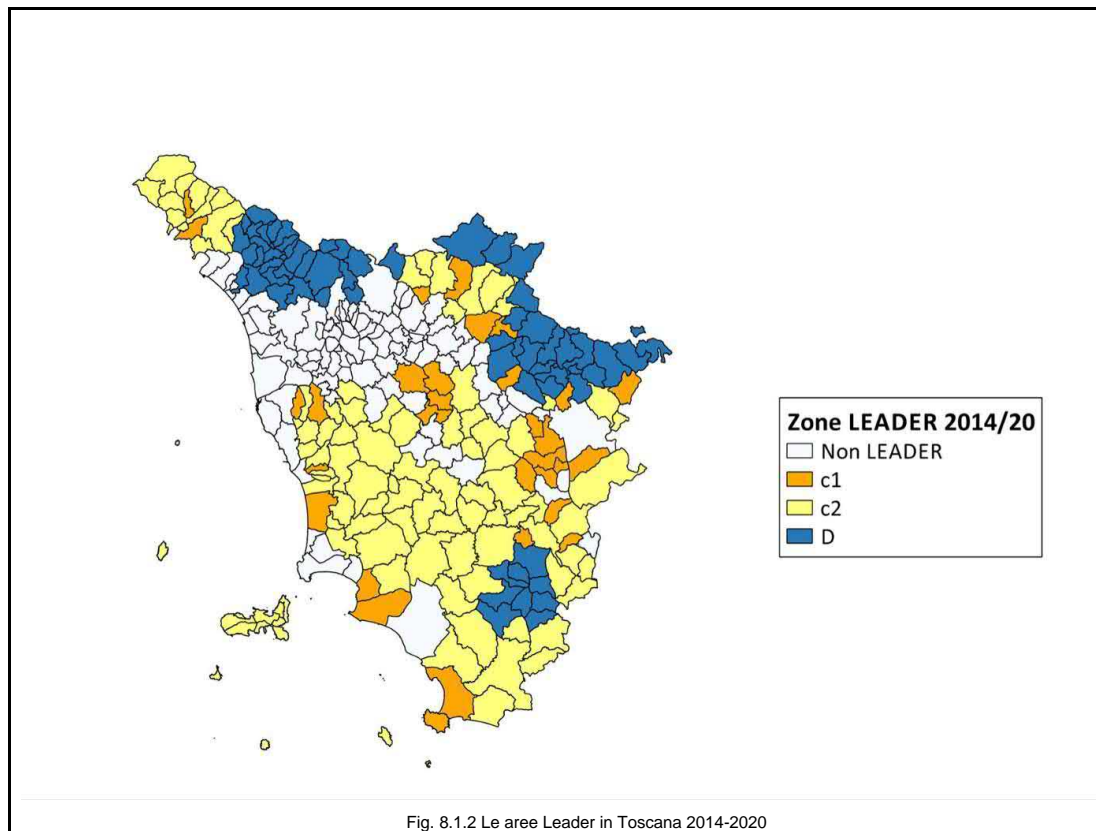 Zone LEADER 2014/20
Non LEADER
c1
c2
D
Fig. 8.1.2 Le aree Leader in Toscana 2014-2020